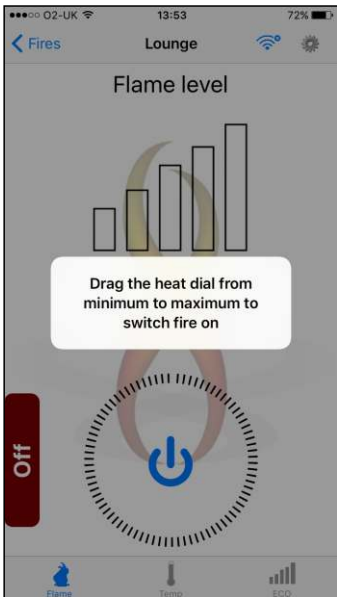 O2-UK 13:53 72%
Fires Lounge
Flame level
Drag the heat dial from
minimum to maximum to
switch fire on
Off
Flame Temp ECO